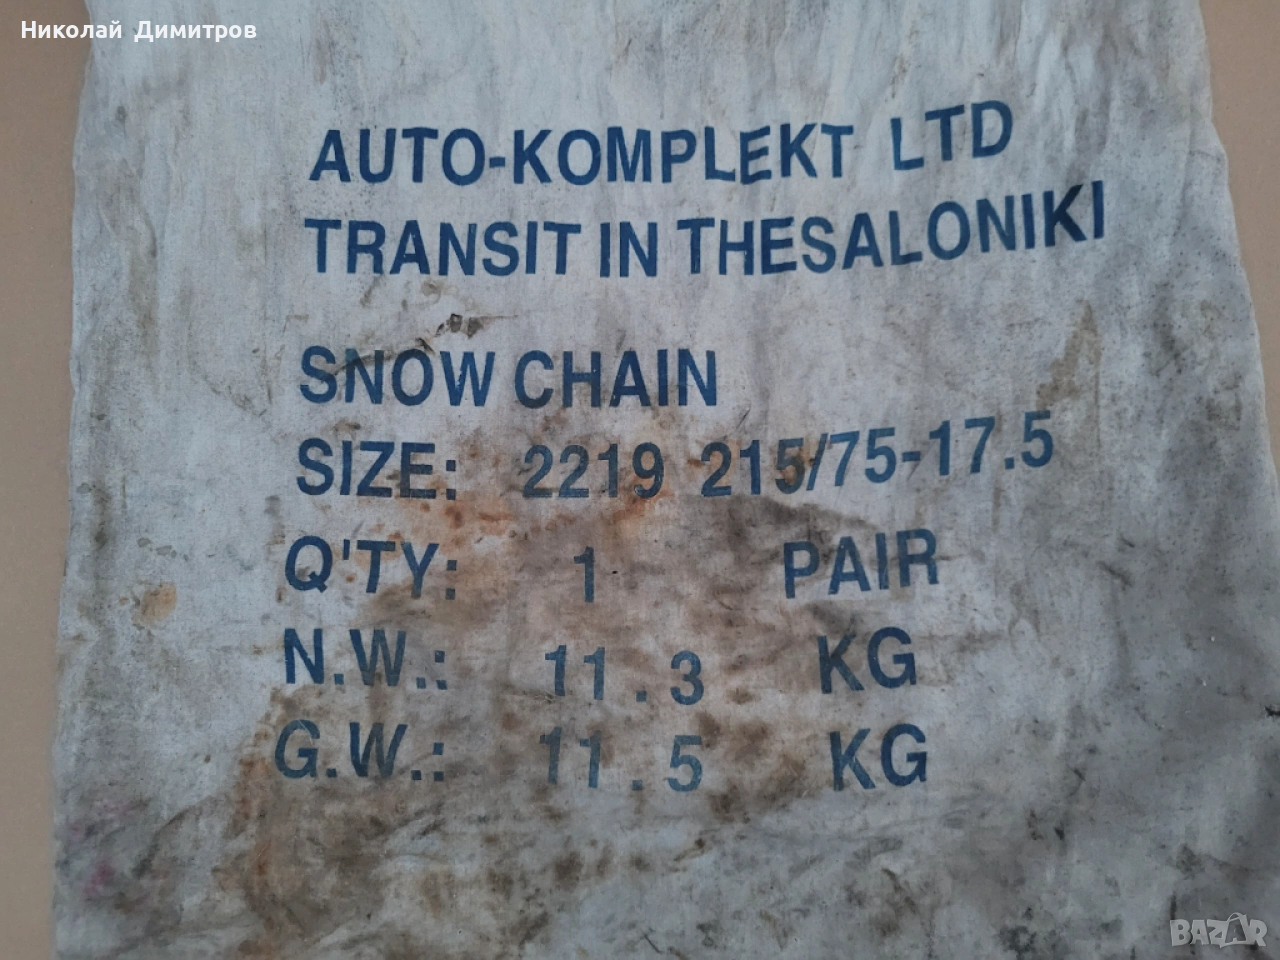 Николай Димитров
AUTO-KOMPLEKT LTD
TRANSIT IN THESALONIKI
SNOW CHAIN
SIZE: 2219 215/75-17.5
Q'TY: 1 PAIR
N.W.: 11.3 KG
G.W.: 11.5 KG
BAZAR